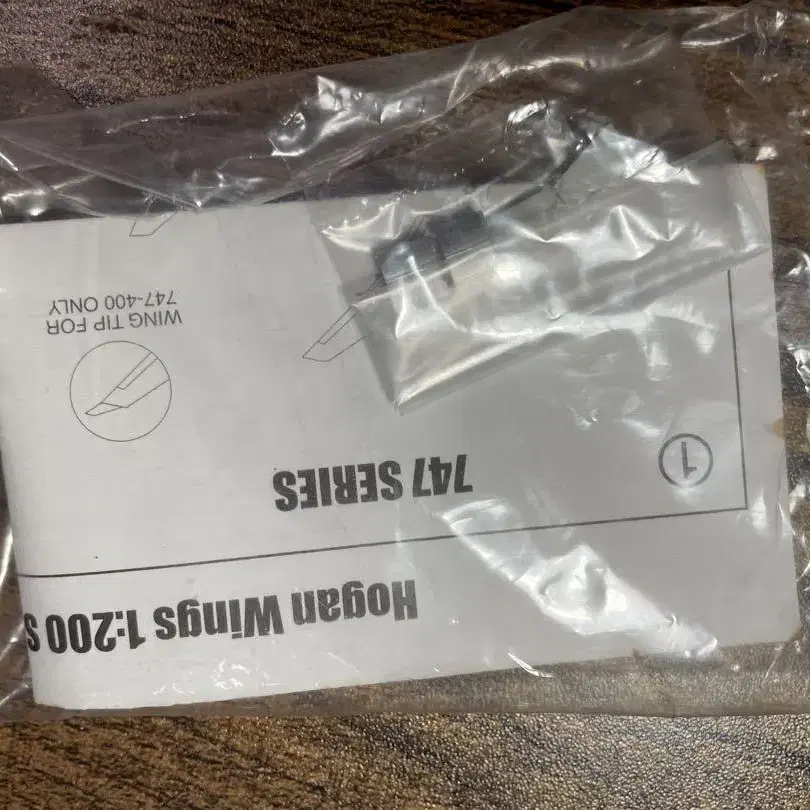 Hogan Wings 1:200 S
1
747 SERIES
WING TIP FOR
747-400 ONLY